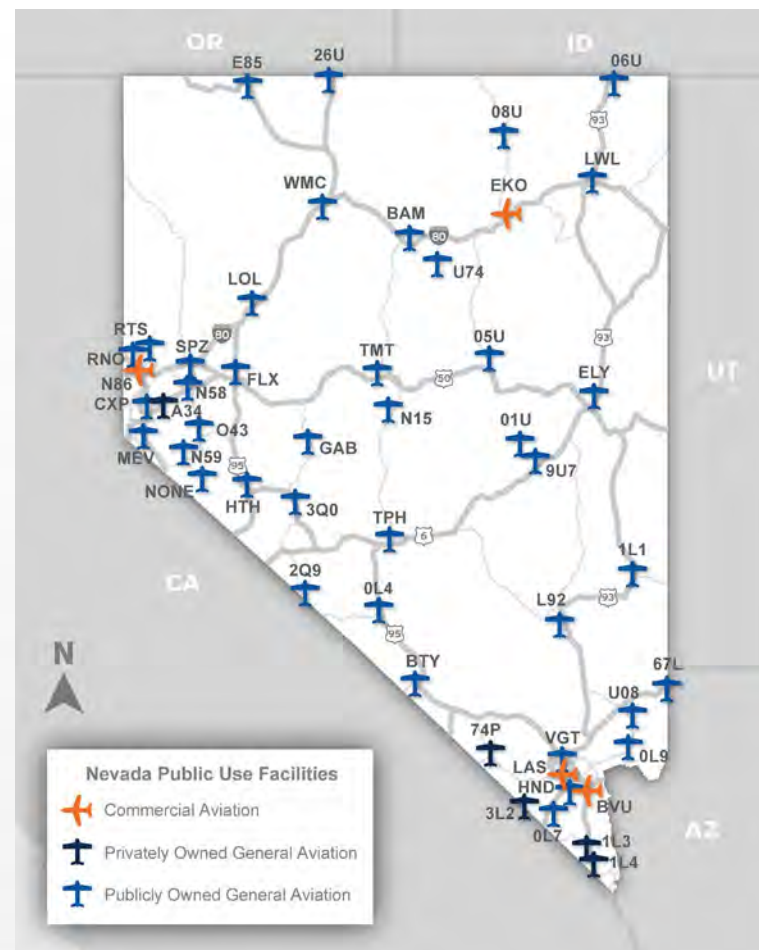 OR
ID
E85
26U
06U
08U
93
LWL
EKO
WMC
BAM
80
U74
LOL
RTS
80
SPZ
RNO
TMT
05U
93
N86
N58
FLX
50
ELY
UT
CXP
A34
N15
O43
01U
MEV
N59
GAB
9U7
95
NONE
HTH
3Q0
TPH
6
CA
2Q9
0L4
1L1
L92
93
95
N
BTY
67L
U08
74P
VGT
0L9
LAS
HND
BVU
3L2
0L7
AZ
1L3
1L4
Nevada Public Use Facilities
Commercial Aviation
Privately Owned General Aviation
Publicly Owned General Aviation